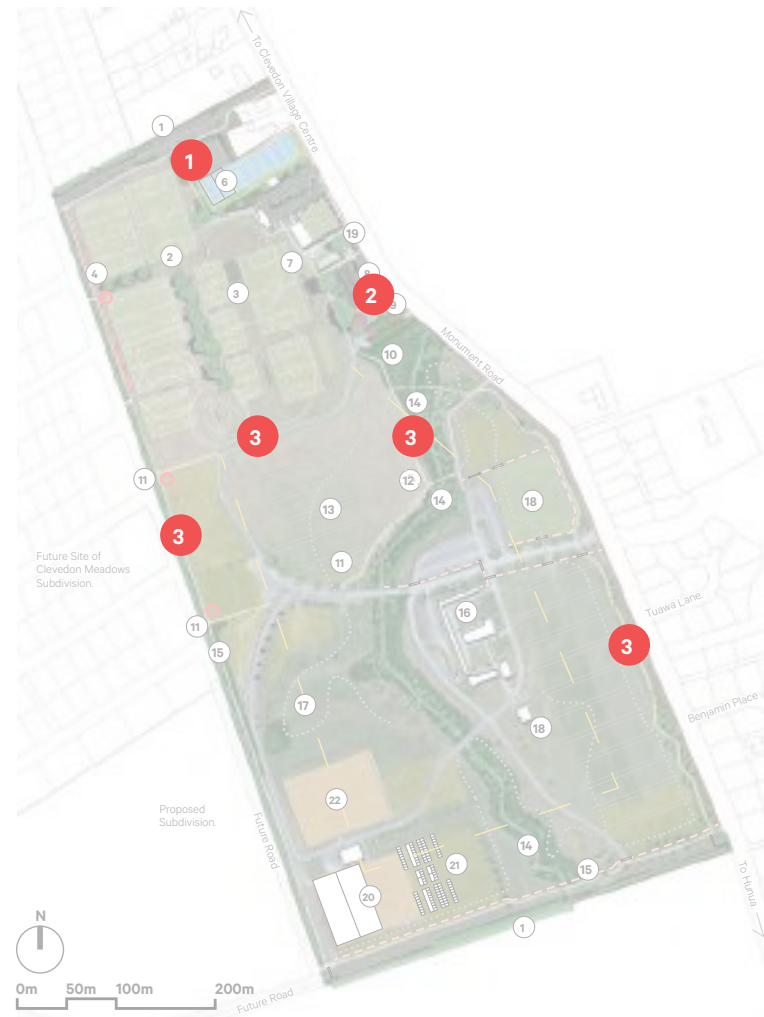 To Clevedon Village Centre
1
1
6
19
2
7
4
3
8
2
9
10
Monument Road
14
3
3
12
11
14
18
13
3
Future Site of
Clevedon Meadows
Subdivision.
11
16
Tuawa Lane.
11
15
3
17
Benjamin Place
18
22
Proposed
Subdivision.
Future Road
14
21
15
20
To Hunua.
1
N
0m 50m 100m 200m
Future Road